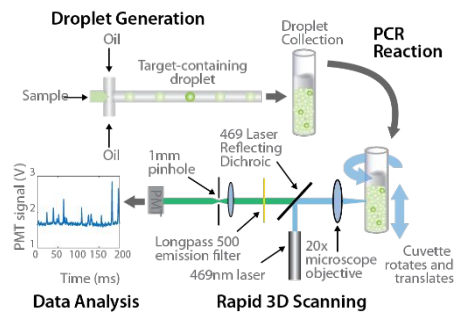 Droplet Generation
Oil
Droplet
Collection
PCR
Reaction
Target-containing
droplet
Sample
Oil
1mm
pinhole
469 Laser
Reflecting
Dichroic
PMT signal (V)
3
2
1
PMT
0 50 100 150 200
Time (ms)
Longpass 500
emission filter
469nm laser
20x
microscope
objective
Cuvette
rotates and
translates
Data Analysis
Rapid 3D Scanning